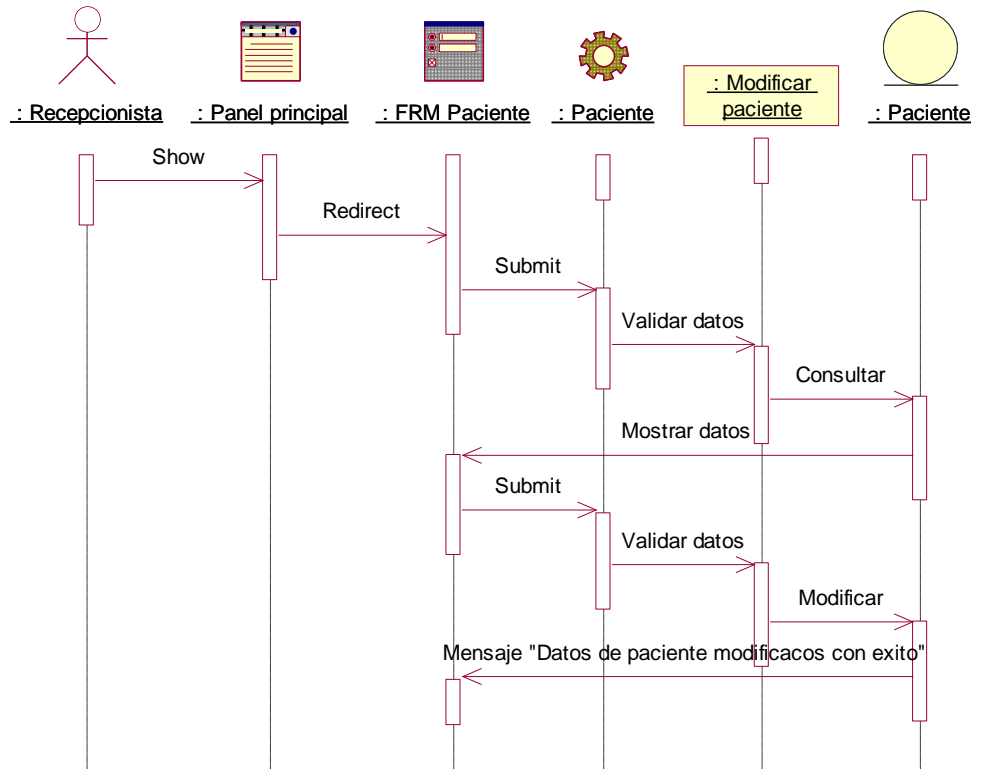 : Recepcionista
: Panel principal
: FRM Paciente
: Paciente
: Modificar
paciente
: Paciente
Show
Redirect
Submit
Validar datos
Consultar
Mostrar datos
Submit
Validar datos
Modificar
Mensaje "Datos de paciente modificacos con exito"